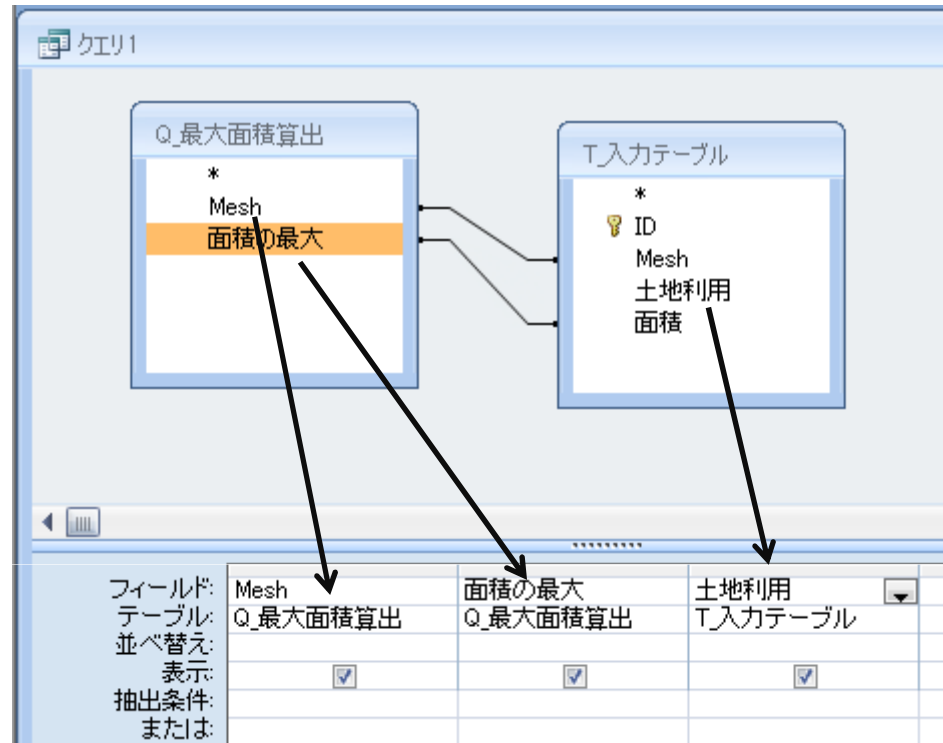 クエリ1
Q_最大面積算出
*
Mesh
面積の最大
T_入力テーブル
*
ID
Mesh
土地利用
面積
フィールド: Mesh 面積の最大 土地利用
テーブル: Q_最大面積算出 Q_最大面積算出 T_入力テーブル
並べ替え:
表示:
抽出条件:
または: